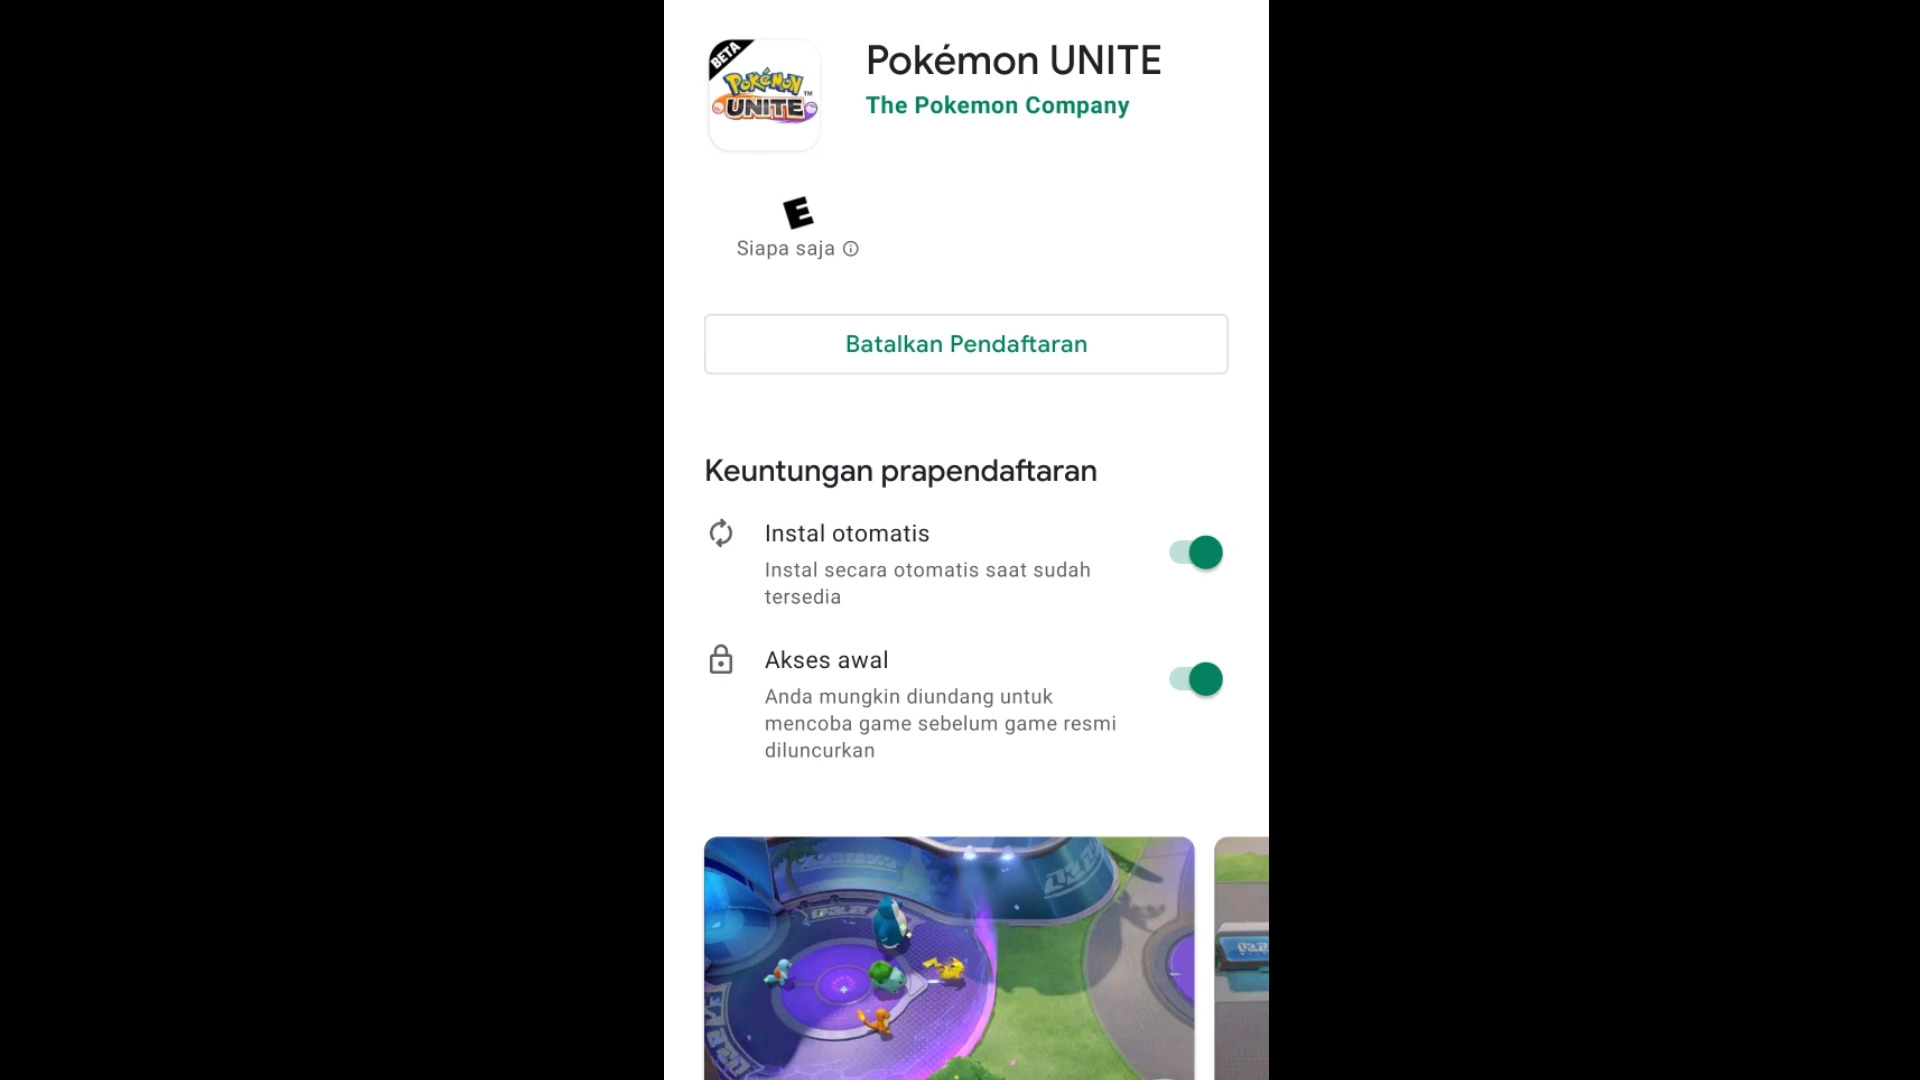 BETA
POKÉMON
UNITE™
Pokémon UNITE
The Pokemon Company
E
Siapa saja
Batalkan Pendaftaran
Keuntungan prapendaftaran
Instal otomatis
Instal secara otomatis saat sudah
tersedia
Akses awal
Anda mungkin diundang untuk
mencoba game sebelum game resmi
diluncurkan